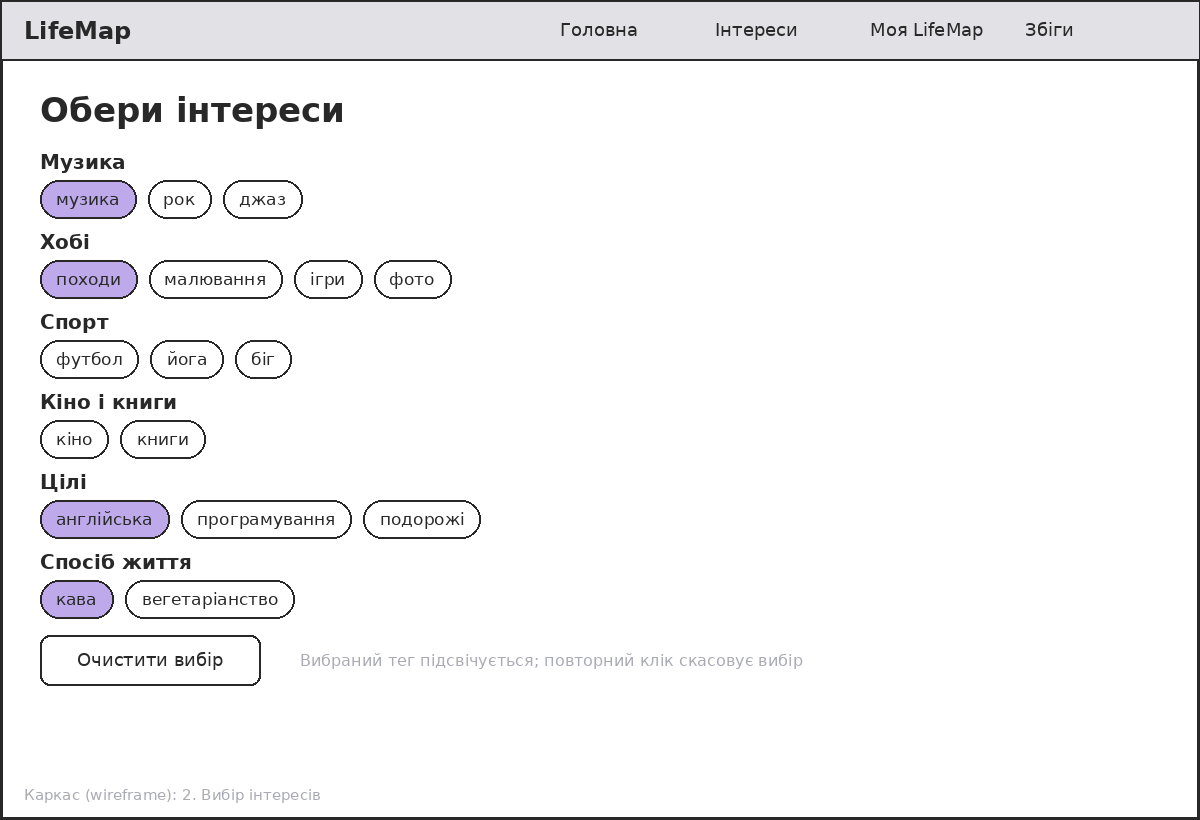 LifeMap Головна Інтереси Моя LifeMap Збіги
Обери інтереси
Музика
музика рок джаз
Хобі
походи малювання ігри фото
Спорт
футбол йога біг
Кіно і книги
кіно книги
Цілі
англійська програмування подорожі
Спосіб життя
кава вегетаріанство
Очистити вибір Вибраний тег підсвічується; повторний клік скасовує вибір
Каркас (wireframe): 2. Вибір інтересів